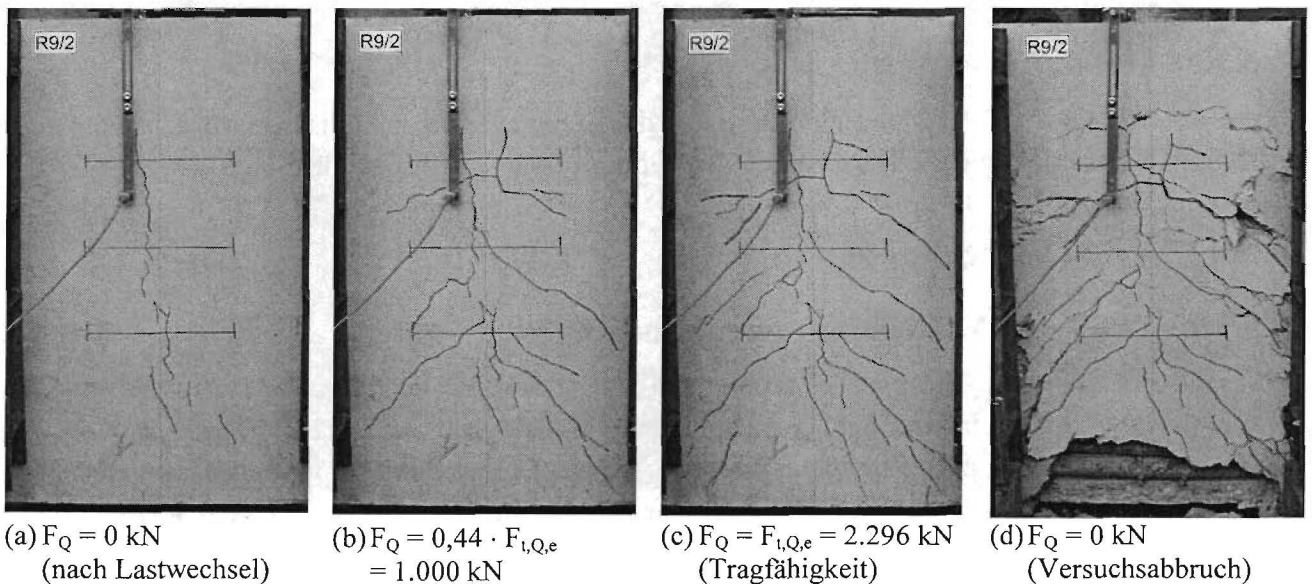 R9/2
R9/2
R9/2
R9/2
(a) F_Q = 0 kN
(nach Lastwechsel)
(b) F_Q = 0,44 · F_t,Q,e
= 1.000 kN
(c) F_Q = F_t,Q,e = 2.296 kN
(Tragfähigkeit)
(d) F_Q = 0 kN
(Versuchsabbruch)